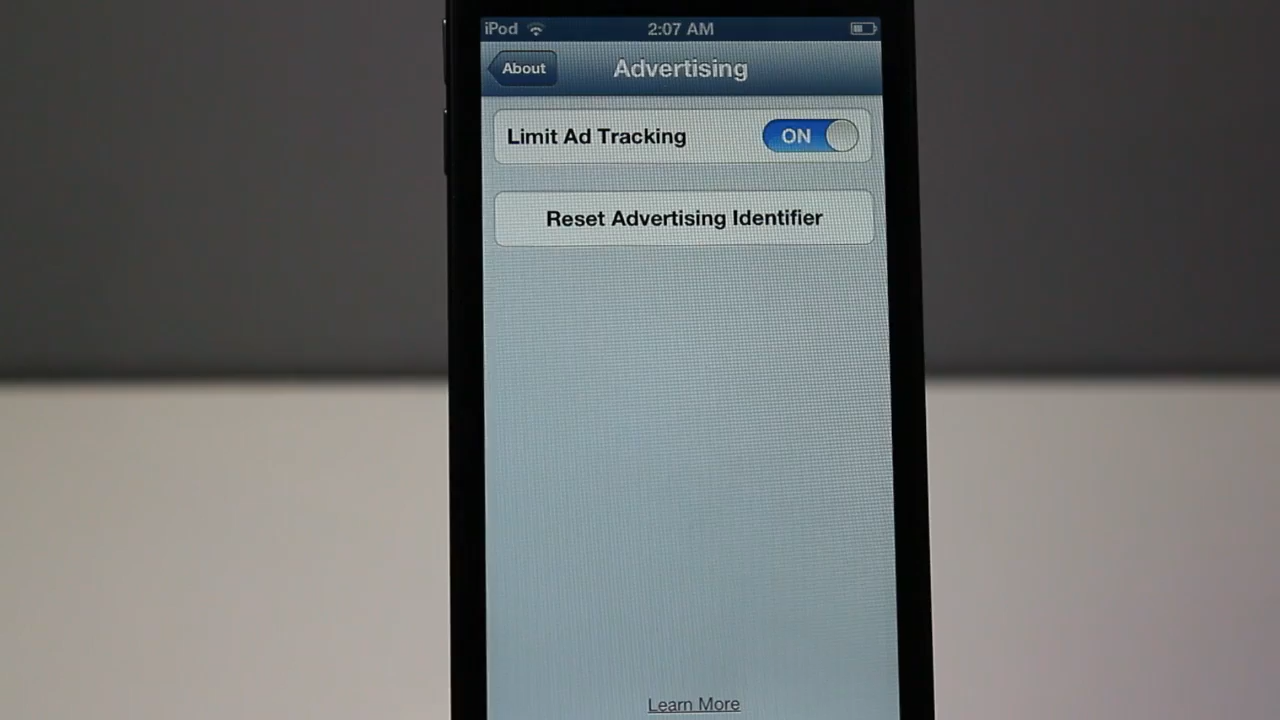 iPod 2:07 AM
About Advertising
Limit Ad Tracking ON
Reset Advertising Identifier
Learn More